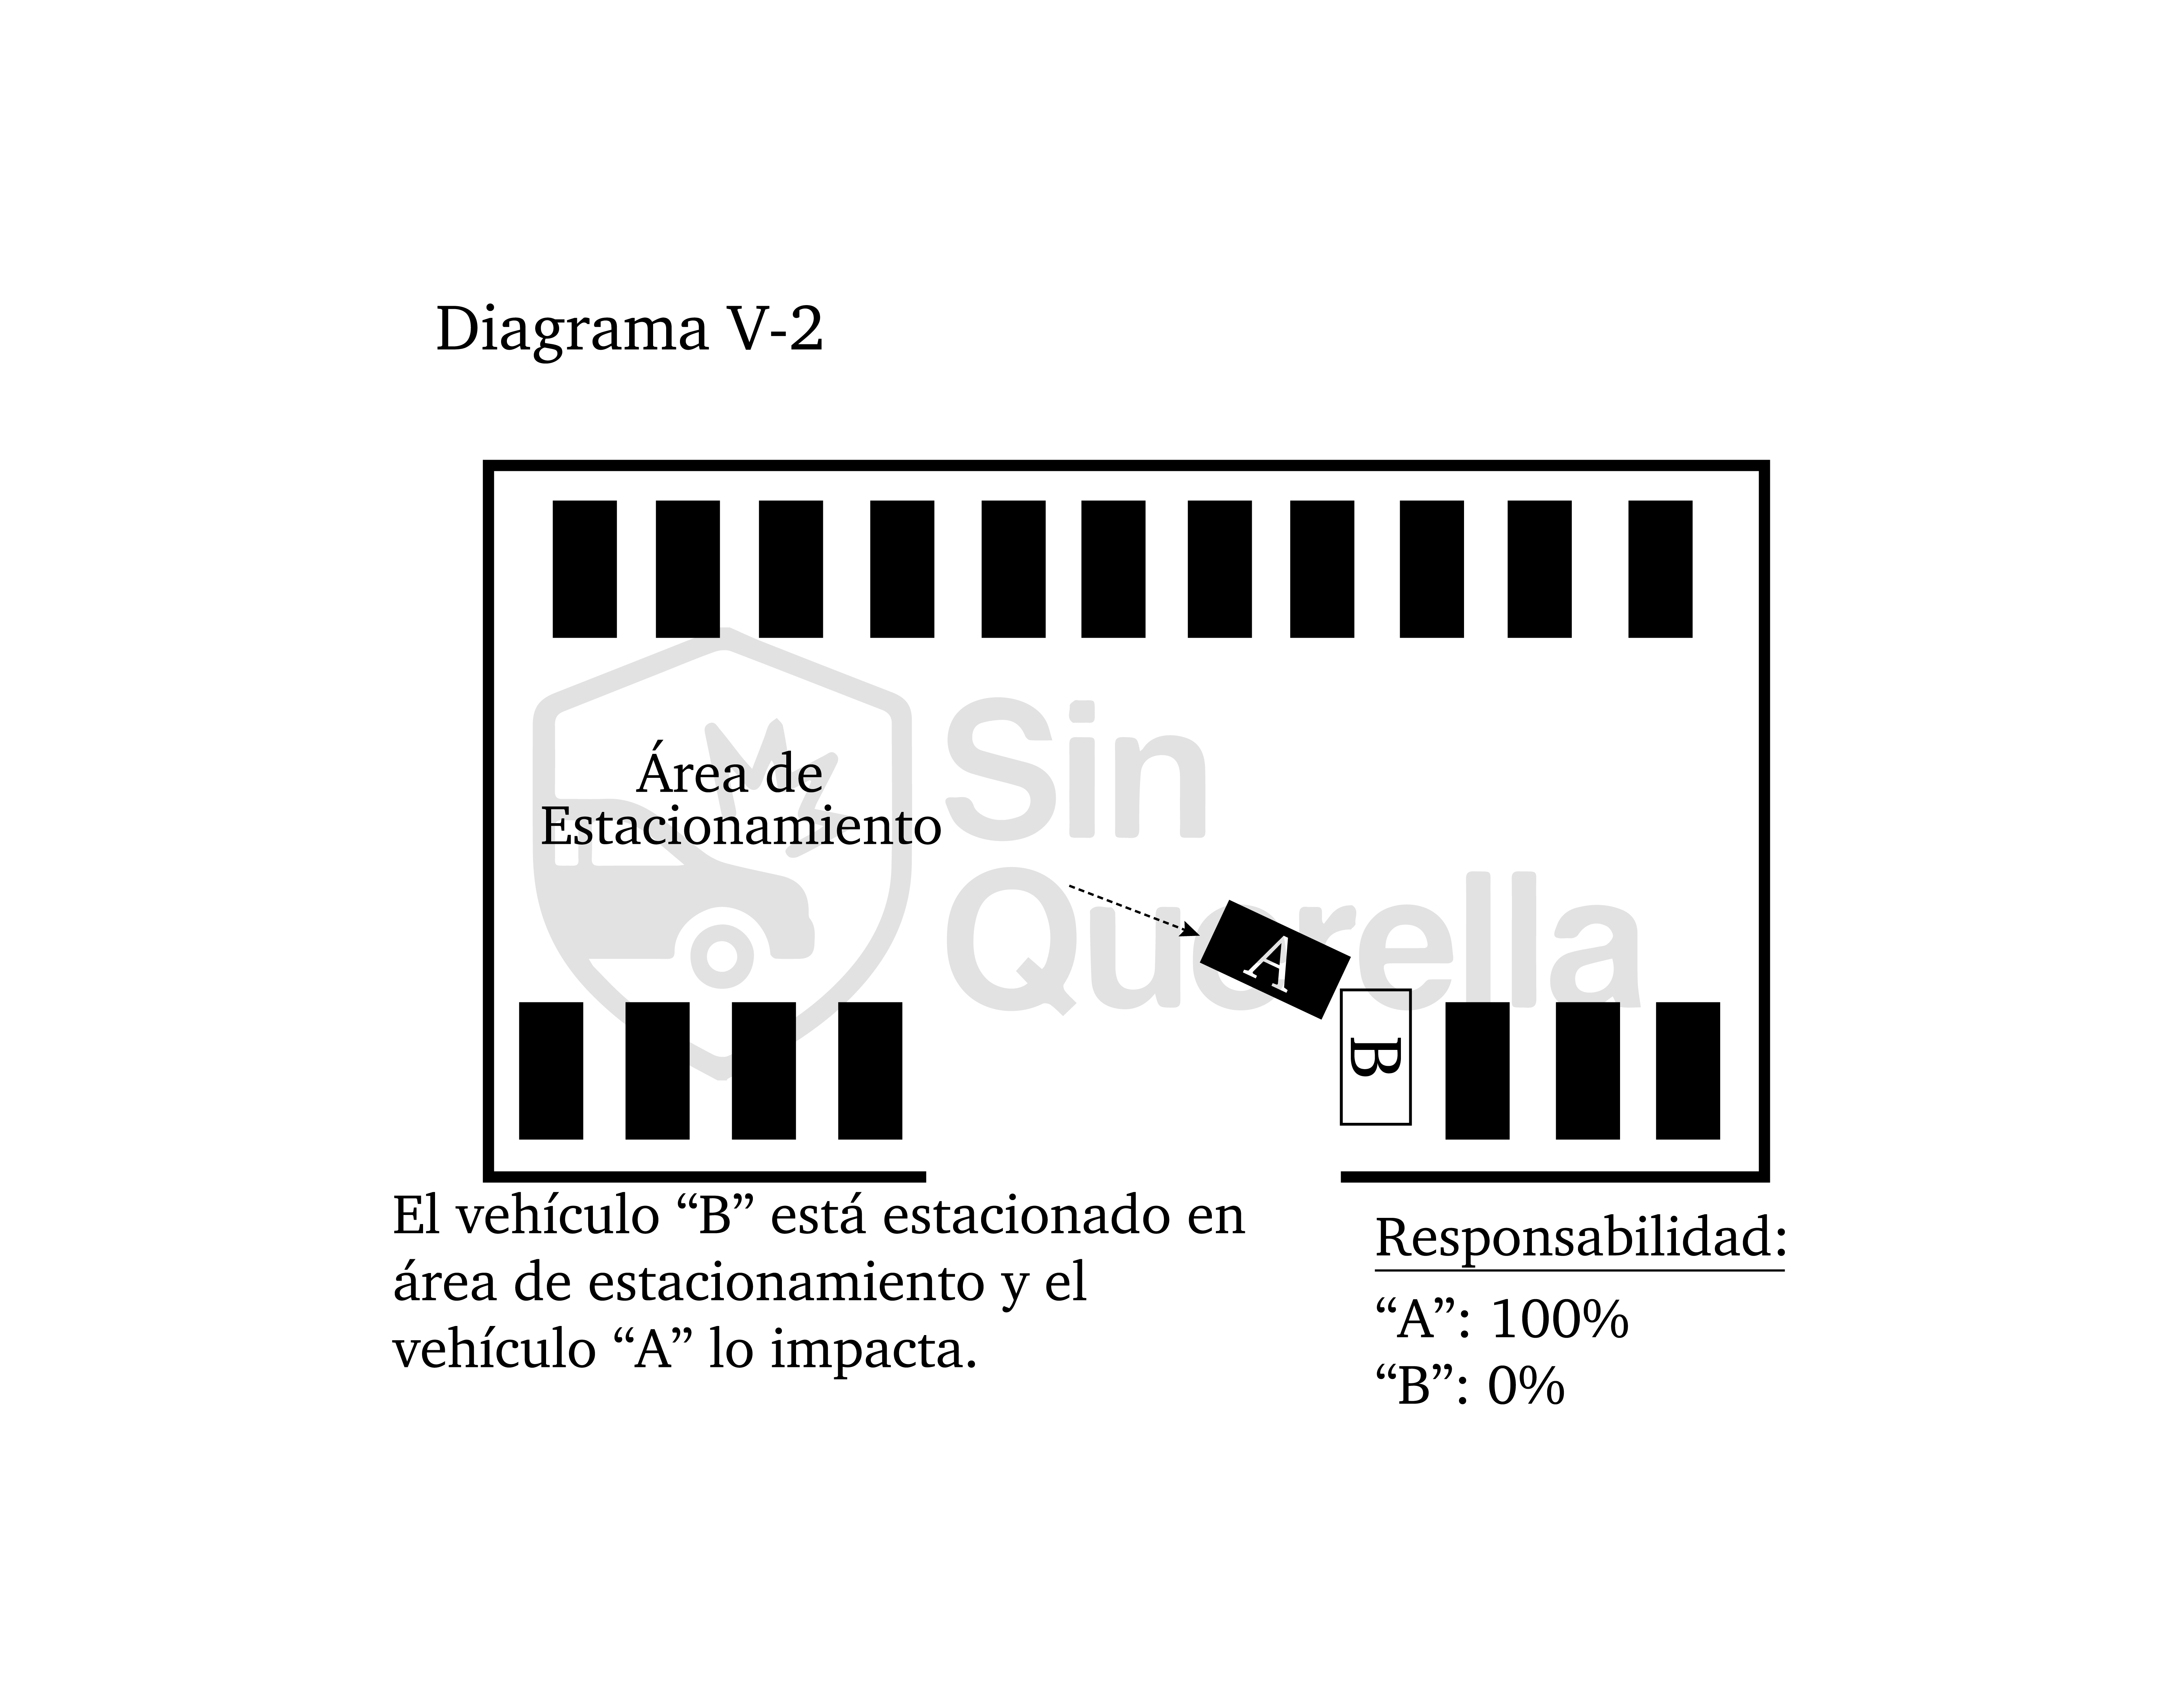 Diagrama V-2
Área de
Estacionamiento
Sin
Querella
A
B
El vehículo “B” está estacionado en
área de estacionamiento y el
vehículo “A” lo impacta.
Responsabilidad:
“A”: 100%
“B”: 0%